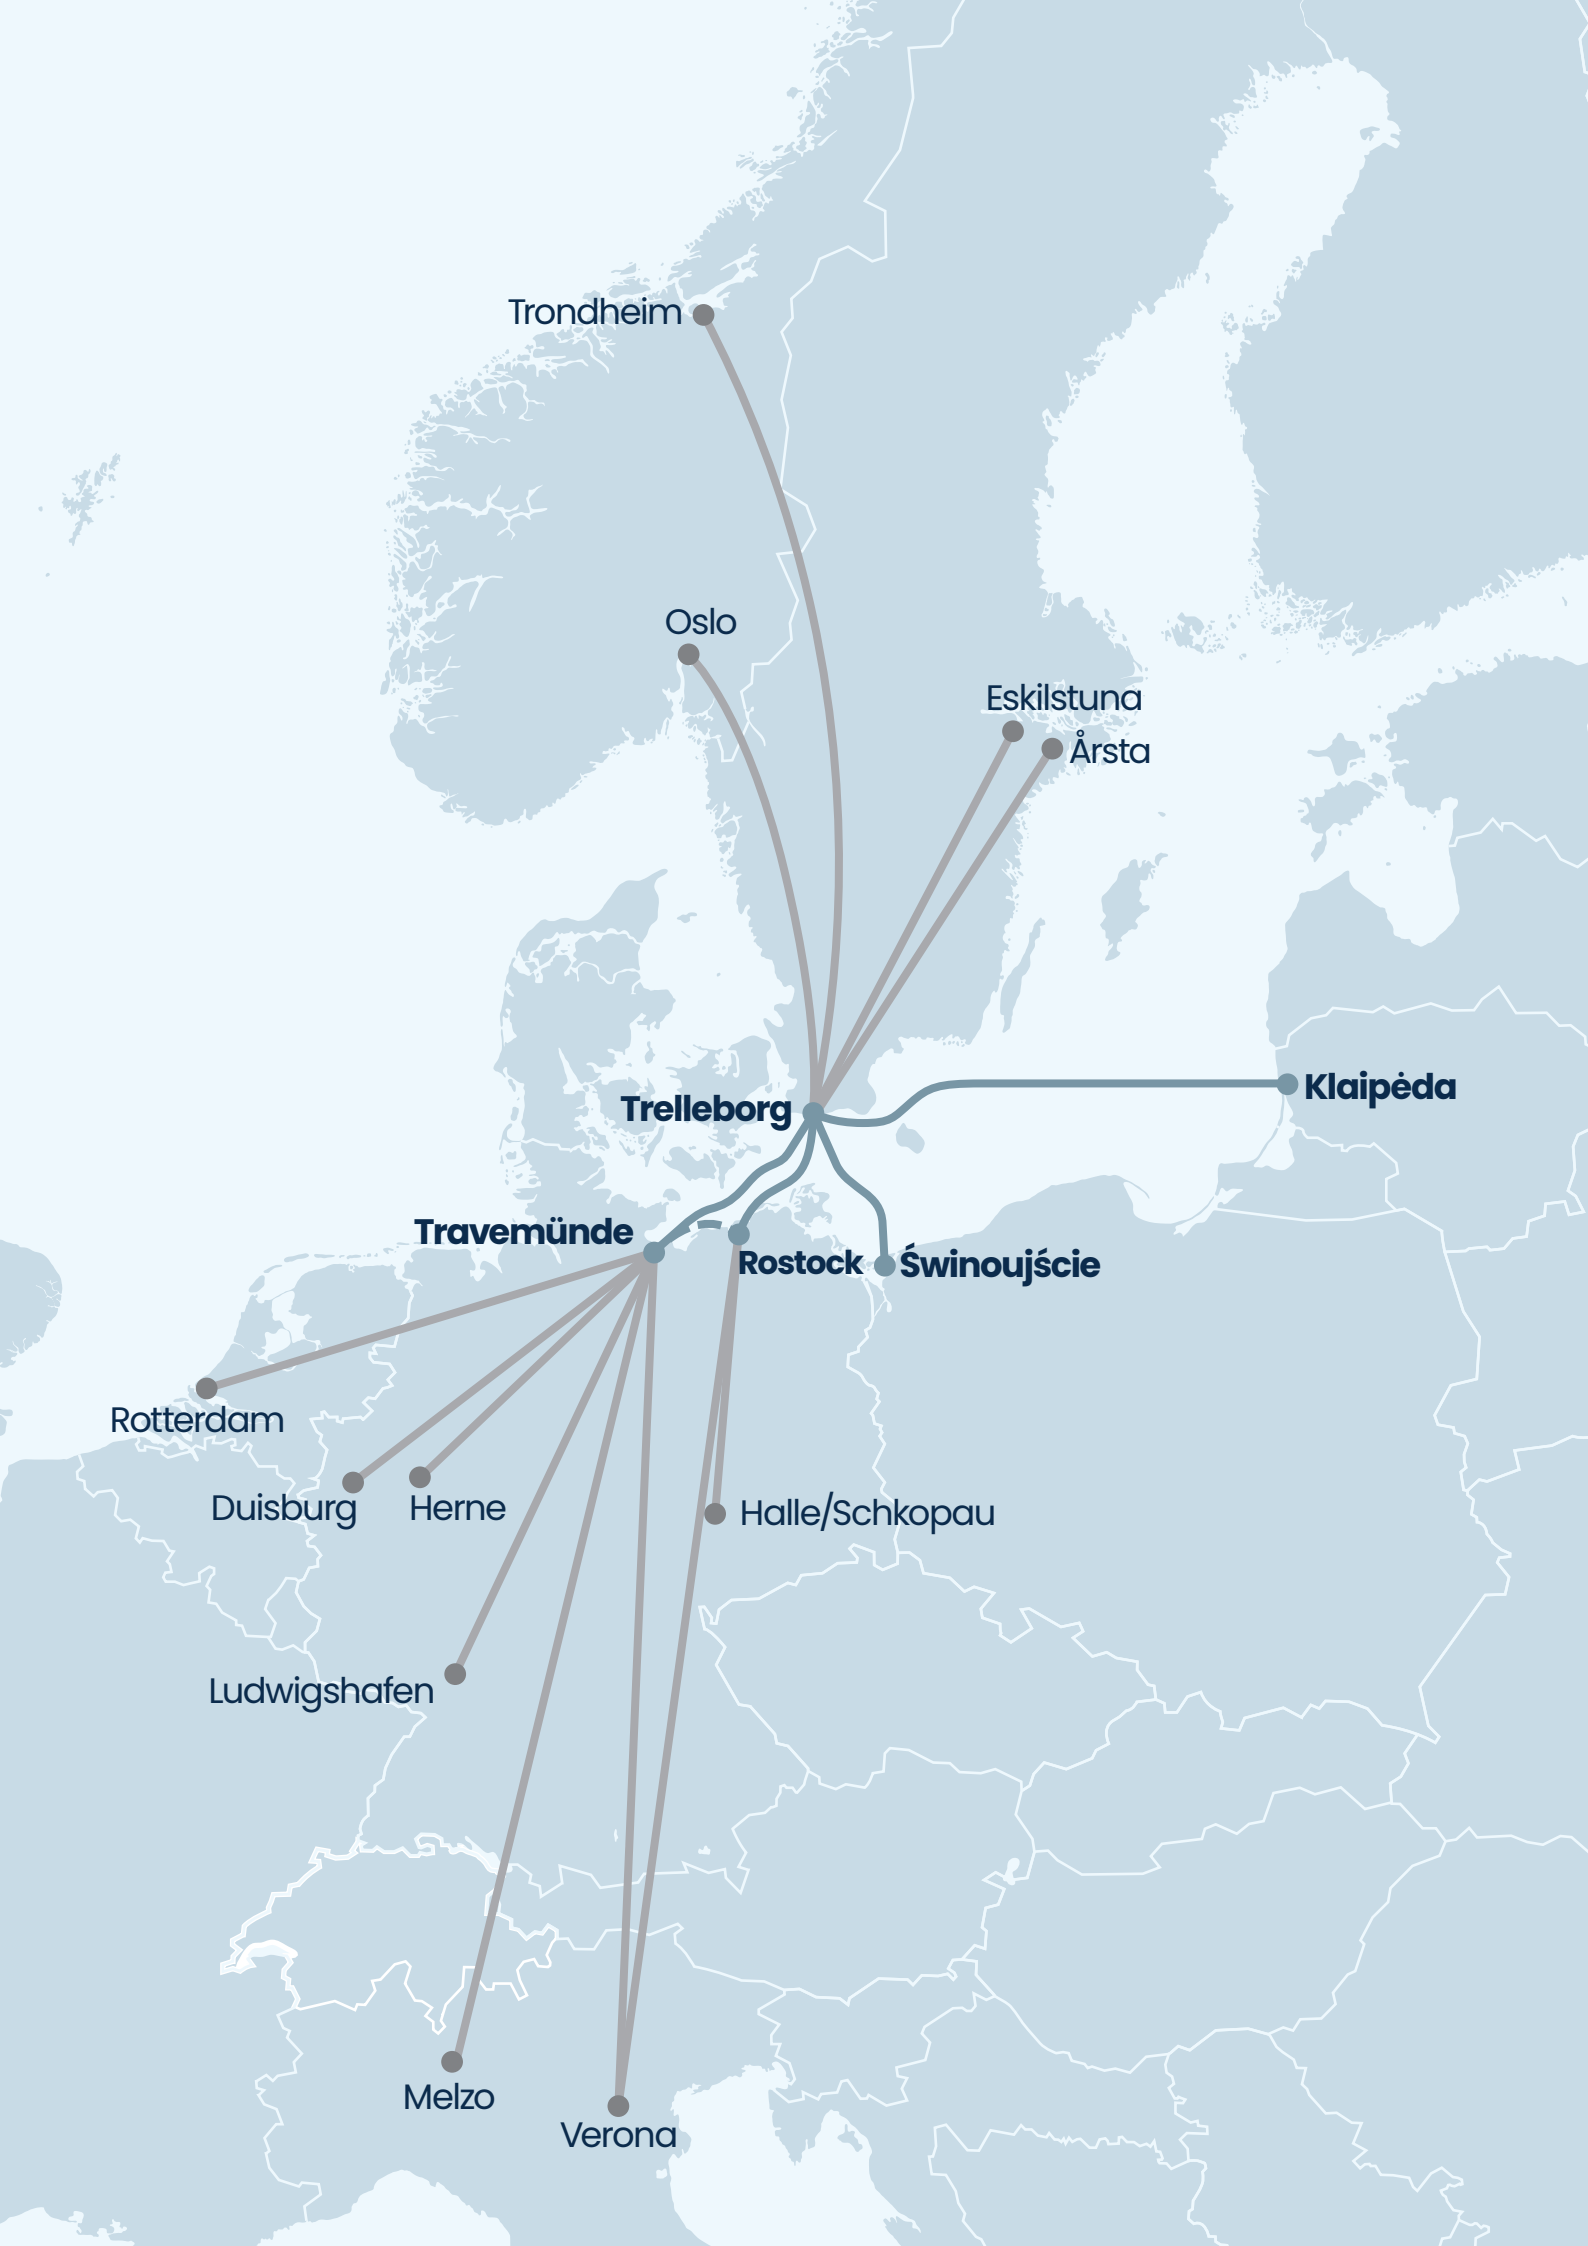 Trondheim
Oslo
Eskilstuna
Årsta
Klaipėda
Trelleborg
Travemünde
Rostock
Świnoujście
Rotterdam
Duisburg
Herne
Halle/Schkopau
Ludwigshafen
Melzo
Verona